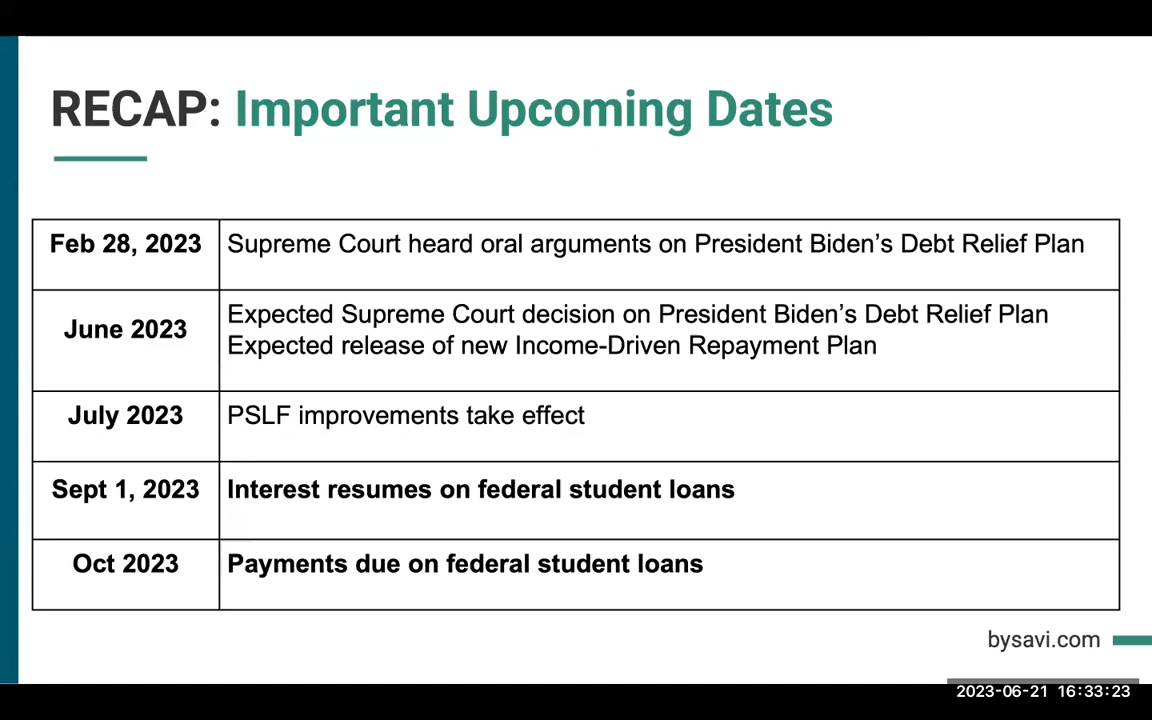 RECAP: Important Upcoming Dates
Feb 28, 2023 Supreme Court heard oral arguments on President Biden’s Debt Relief Plan
June 2023 Expected Supreme Court decision on President Biden’s Debt Relief Plan
Expected release of new Income-Driven Repayment Plan
July 2023 PSLF improvements take effect
Sept 1, 2023 Interest resumes on federal student loans
Oct 2023 Payments due on federal student loans
bysavi.com
2023-06-21 16:33:23